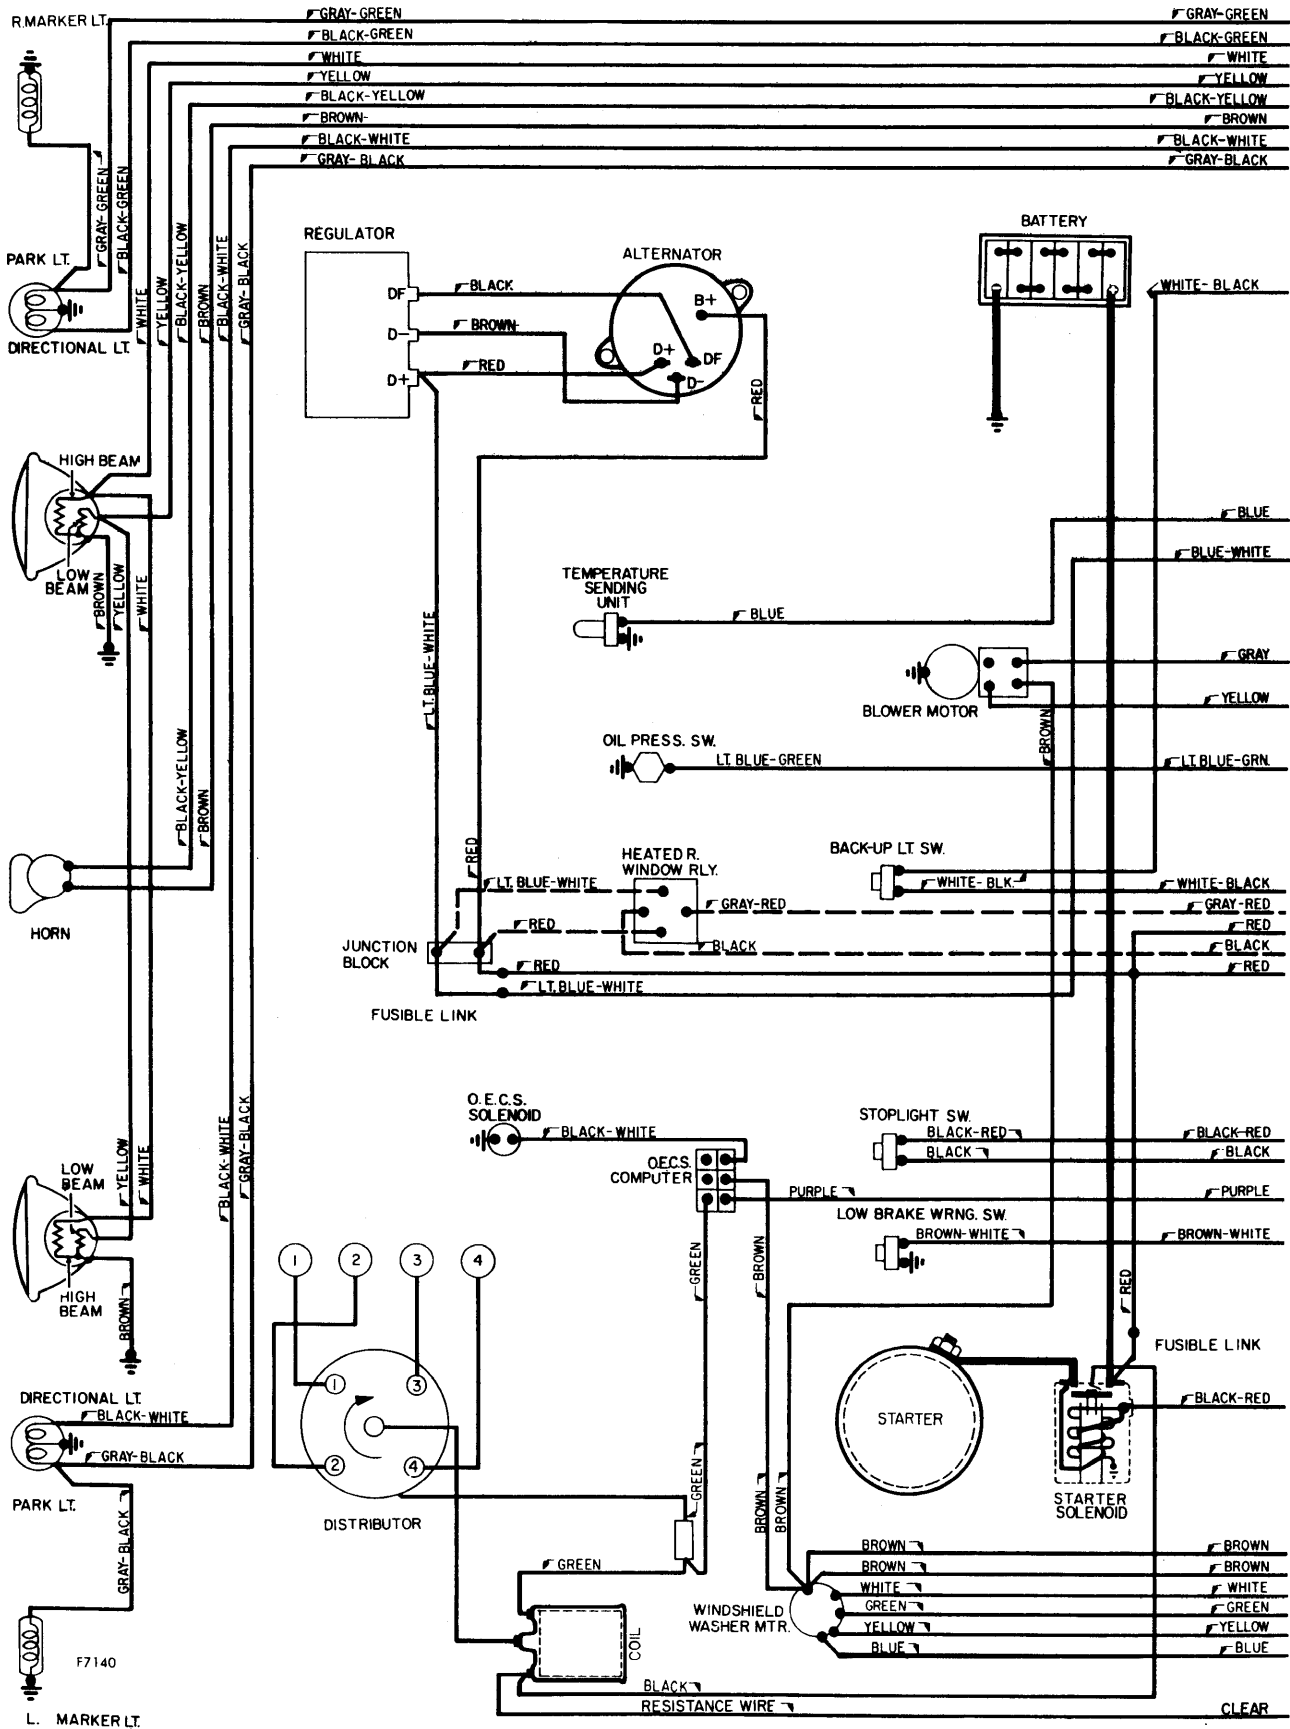 R. MARKER LT.
GRAY-GREEN
GRAY-GREEN
BLACK-GREEN
BLACK-GREEN
WHITE
WHITE
YELLOW
YELLOW
BLACK-YELLOW
BLACK-YELLOW
BROWN-
BROWN
BLACK-WHITE
BLACK-WHITE
GRAY-BLACK
GRAY-BLACK
GRAY-GREEN
BLACK-GREEN
PARK LT.
DIRECTIONAL LT.
WHITE
YELLOW
BLACK-YELLOW
BROWN
BLACK-WHITE
GRAY-BLACK
REGULATOR
DF
D-
D+
BLACK
BROWN-
RED
ALTERNATOR
B+
D+
DF
D-
RED
BATTERY
WHITE-BLACK
HIGH BEAM
LOW
BEAM
BROWN
YELLOW
WHITE
BLUE
BLUE-WHITE
TEMPERATURE
SENDING
UNIT
BLUE
LT. BLUE-WHITE
GRAY
YELLOW
BLOWER MOTOR
BROWN
OIL PRESS. SW.
LT. BLUE-GREEN
LT. BLUE-GRN.
BLACK-YELLOW
BROWN
HORN
RED
HEATED R.
WINDOW RLY.
LT. BLUE-WHITE
GRAY-RED
RED
BLACK
BACK-UP LT. SW.
WHITE-BLK.
WHITE-BLACK
GRAY-RED
RED
BLACK
RED
JUNCTION
BLOCK
RED
LT. BLUE-WHITE
FUSIBLE LINK
O.E.C.S.
SOLENOID
BLACK-WHITE
O.E.C.S.
COMPUTER
STOPLIGHT SW.
BLACK-RED
BLACK-RED
BLACK
BLACK
PURPLE
PURPLE
LOW BRAKE WRNG. SW.
BROWN-WHITE
BROWN-WHITE
YELLOW
WHITE
BLACK-WHITE
GRAY-BLACK
LOW
BEAM
HIGH
BEAM
BROWN
GREEN
BROWN
RED
1
2
3
4
1
3
2
4
DISTRIBUTOR
FUSIBLE LINK
STARTER
BLACK-RED
STARTER
SOLENOID
DIRECTIONAL LT.
BLACK-WHITE
GRAY-BLACK
PARK LT.
GRAY-BLACK
GREEN
BROWN
BROWN
GREEN
COIL
WINDSHIELD
WASHER MTR.
BROWN
BROWN
BROWN
BROWN
WHITE
WHITE
GREEN
GREEN
YELLOW
YELLOW
BLUE
BLUE
BLACK
RESISTANCE WIRE
CLEAR
F7140
L. MARKER LT.